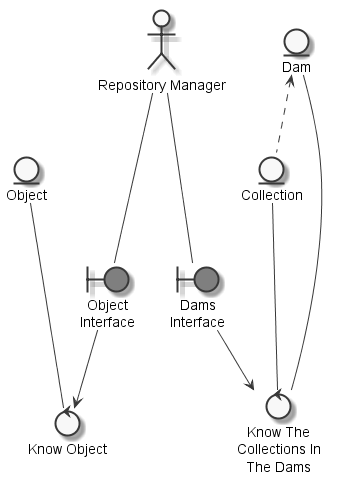 Repository Manager
Dam
Object
Collection
Object
Interface
Dams
Interface
Know Object
Know The
Collections In
The Dams